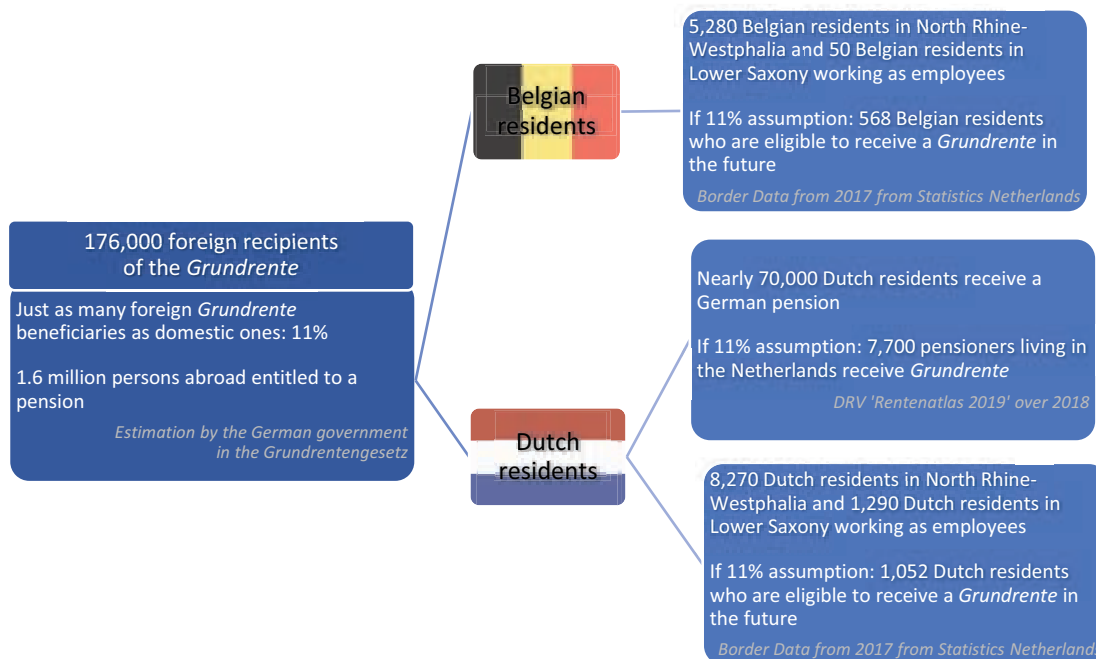 176,000 foreign recipients
of the Grundrente
Just as many foreign Grundrente
beneficiaries as domestic ones: 11%
1.6 million persons abroad entitled to a
pension
Estimation by the German government
in the Grundrentengesetz
Belgian
residents
5,280 Belgian residents in North Rhine-
Westphalia and 50 Belgian residents in
Lower Saxony working as employees
If 11% assumption: 568 Belgian residents
who are eligible to receive a Grundrente in
the future
Border Data from 2017 from Statistics Netherlands
Dutch
residents
Nearly 70,000 Dutch residents receive a
German pension
If 11% assumption: 7,700 pensioners living in
the Netherlands receive Grundrente
DRV 'Rentenatlas 2019' over 2018
8,270 Dutch residents in North Rhine-
Westphalia and 1,290 Dutch residents in
Lower Saxony working as employees
If 11% assumption: 1,052 Dutch residents
who are eligible to receive a Grundrente in
the future
Border Data from 2017 from Statistics Netherlands